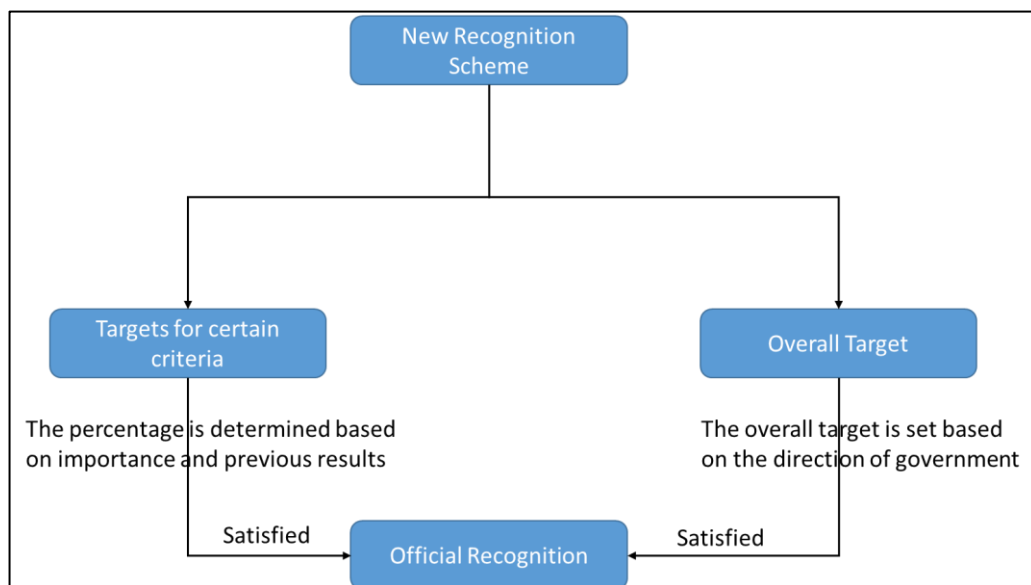 New Recognition
Scheme
Targets for certain
criteria
Overall Target
The percentage is determined based
on importance and previous results
The overall target is set based
on the direction of government
Satisfied
Satisfied
Official Recognition